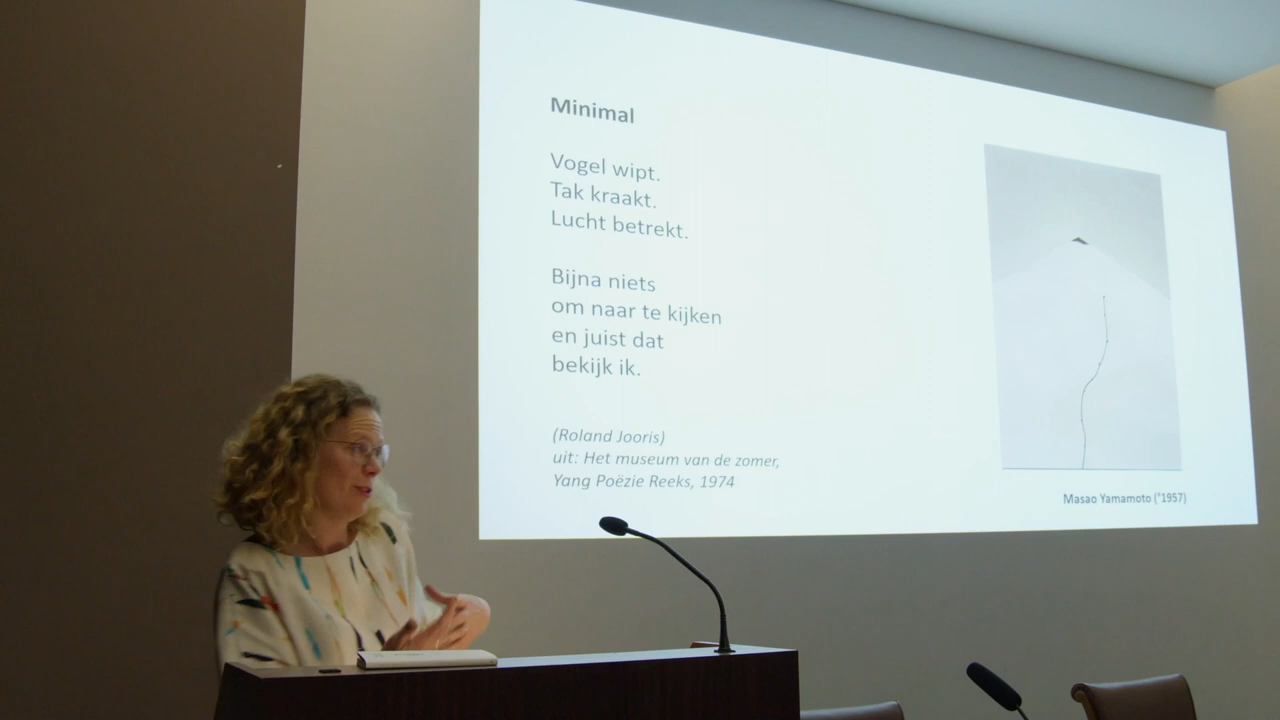 Minimal
Vogel wipt.
Tak kraakt.
Lucht betrekt.
Bijna niets
om naar te kijken
en juist dat
bekijk ik.
(Roland Jooris)
uit: Het museum van de zomer,
Yang Poëzie Reeks, 1974
Masao Yamamoto (°1957)